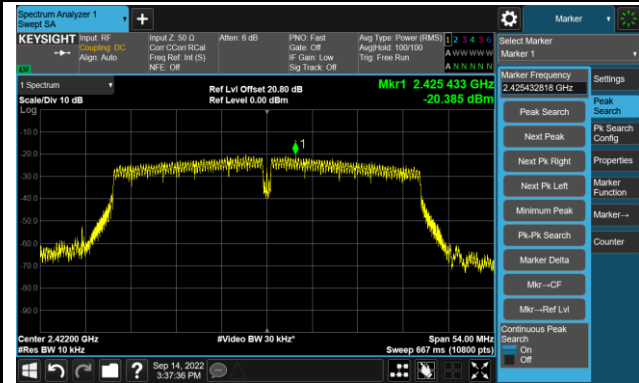 Spectrum Analyzer 1
Swept SA
Marker
KEYSIGHT
Input: RF
Coupling: DC
Align: Auto
Input Z: 50 Ω
Corr CCorr RCal
Freq Ref: Int (S)
NFE: Off
Atten: 6 dB
PNO: Fast
Gate: Off
IF Gain: Low
Sig Track: Off
Avg Type: Power (RMS)
Avg|Hold: 100/100
Trig: Free Run
1 2 3 4 5 6
A W W W W W
A N N N N N
Select Marker
Marker 1
1 Spectrum
Scale/Div 10 dB
Log
Ref Lvl Offset 20.80 dB
Ref Level 0.00 dBm
Mkr1 2.425 433 GHz
-20.385 dBm
1
-10.0
-20.0
-30.0
-40.0
-50.0
-60.0
-70.0
-80.0
-90.0
Center 2.42200 GHz
#Res BW 10 kHz
#Video BW 30 kHz*
Span 54.00 MHz
Sweep 667 ms (10800 pts)
Marker Frequency
2.425432818 GHz
Peak Search
Next Peak
Next Pk Right
Next Pk Left
Minimum Peak
Pk-Pk Search
Marker Delta
Mkr→CF
Mkr→Ref Lvl
Continuous Peak
Search
On
Off
Settings
Peak
Search
Pk Search
Config
Properties
Marker
Function
Marker→
Counter
?
Sep 14, 2022
3:37:36 PM